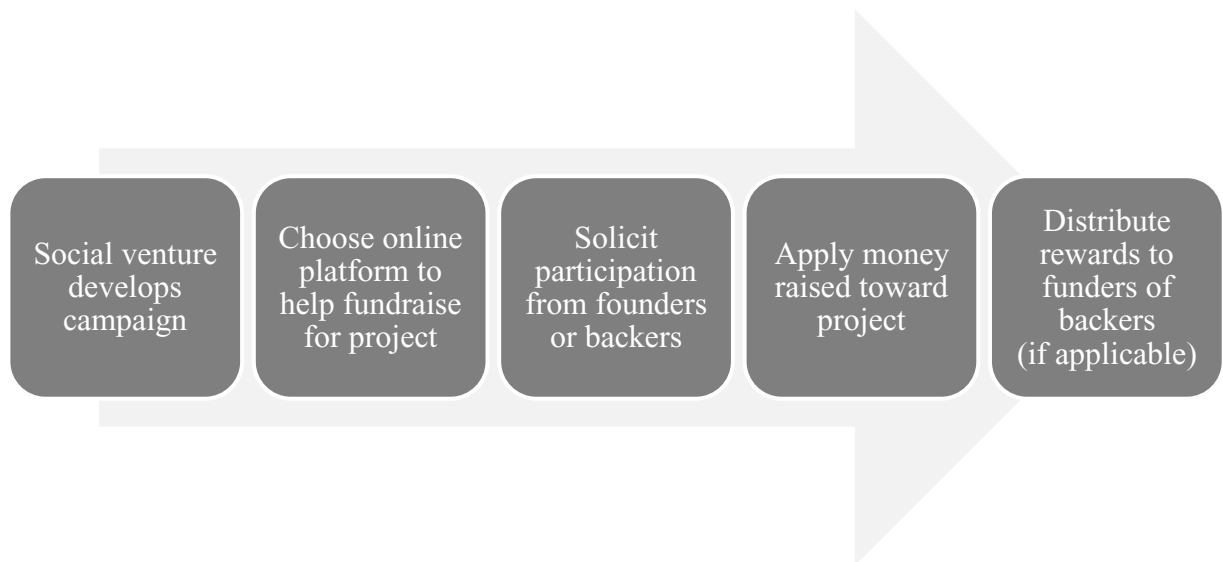 Social venture
develops
campaign
Choose online
platform to
help fundraise
for project
Solicit
participation
from founders
or backers
Apply money
raised toward
project
Distribute
rewards to
funders of
backers
(if applicable)